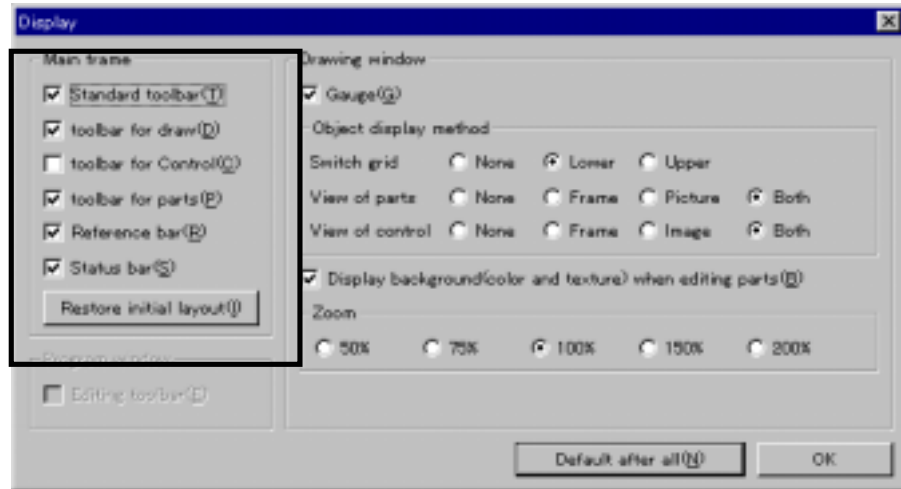 Display
Main frame
Standard toolbar(T)
toolbar for draw(D)
toolbar for Control(C)
toolbar for parts(P)
Reference bar(R)
Status bar(S)
Restore initial layout(I)
Program window
Editing toolbar(E)
Drawing window
Gauge(G)
Object display method
Switch grid None Lower Upper
View of parts None Frame Picture Both
View of control None Frame Image Both
Display background(color and texture) when editing parts(B)
Zoom
50% 75% 100% 150% 200%
Default after all(N) OK